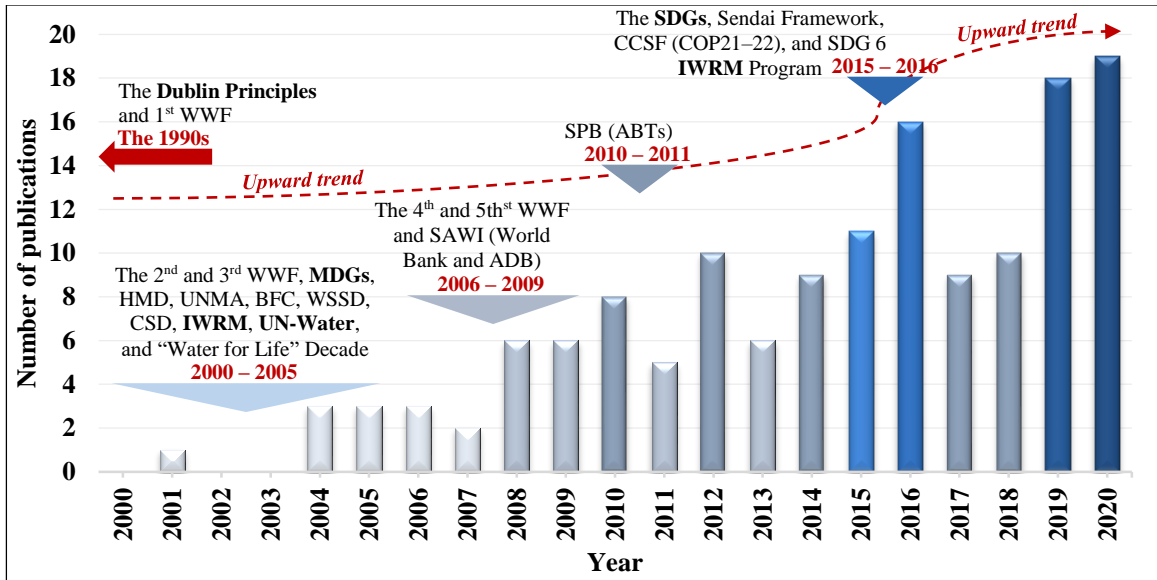 The SDGs, Sendai Framework,
CCSF (COP21–22), and SDG 6
IWRM Program 2015 – 2016
Upward trend
The Dublin Principles
and 1st WWF
The 1990s
SPB (ABTs)
2010 – 2011
Upward trend
The 4th and 5thst WWF
and SAWI (World
Bank and ADB)
2006 – 2009
The 2nd and 3rd WWF, MDGs,
HMD, UNMA, BFC, WSSD,
CSD, IWRM, UN-Water,
and “Water for Life” Decade
2000 – 2005
Number of publications
20
18
16
14
12
10
8
6
4
2
0
2000
2001
2002
2003
2004
2005
2006
2007
2008
2009
2010
2011
2012
2013
2014
2015
2016
2017
2018
2019
2020
Year